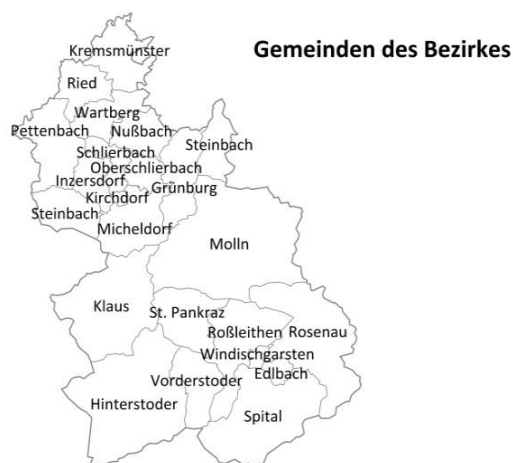 Gemeinden des Bezirkes
Kremsmünster
Ried
Wartberg
Pettenbach
Nußbach
Steinbach
Schlierbach
Oberschlierbach
Inzersdorf
Grünburg
Kirchdorf
Steinbach
Micheldorf
Molln
Klaus
St. Pankraz
Roßleithen
Rosenau
Windischgarsten
Edlbach
Vorderstoder
Hinterstoder
Spital